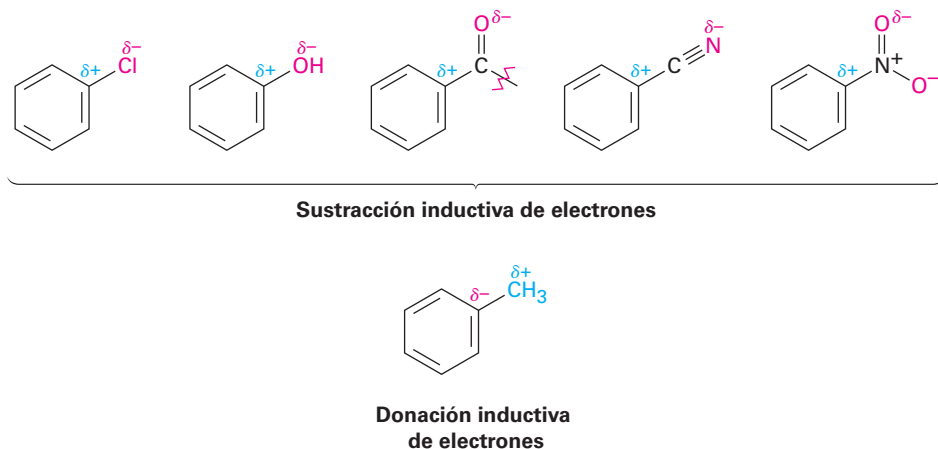 δ+ δ− Cl
δ+ δ− OH
O δ− δ+ C
δ+ C N δ−
O δ− δ+ N+ O−
Sustracción inductiva de electrones
δ− δ+ CH3
Donación inductiva
de electrones